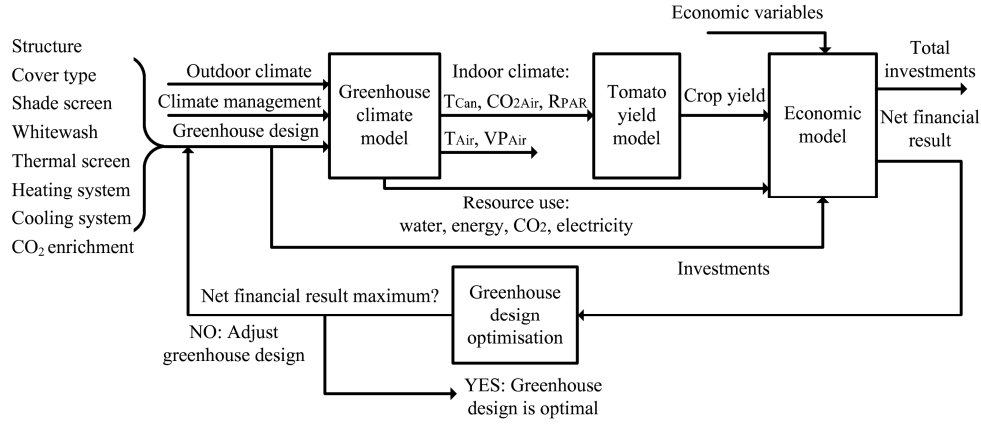 Structure
Cover type
Shade screen
Whitewash
Thermal screen
Heating system
Cooling system
CO2 enrichment
Outdoor climate
Climate management
Greenhouse design
Greenhouse
climate
model
Indoor climate:
TCan, CO2Air, RPAR
TAir, VPAir
Resource use:
water, energy, CO2, electricity
Tomato
yield
model
Crop yield
Economic variables
Economic
model
Total
investments
Net financial
result
Investments
Greenhouse
design
optimisation
Net financial result maximum?
NO: Adjust
greenhouse design
YES: Greenhouse
design is optimal